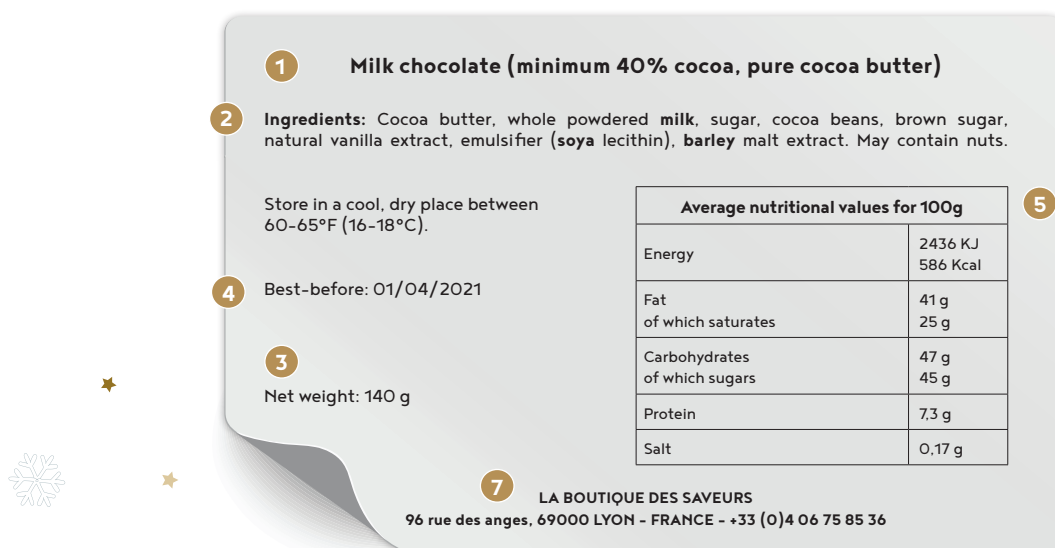 1
Milk chocolate (minimum 40% cocoa, pure cocoa butter)
2
Ingredients: Cocoa butter, whole powdered milk, sugar, cocoa beans, brown sugar,
natural vanilla extract, emulsifier (soya lecithin), barley malt extract. May contain nuts.
Store in a cool, dry place between
60-65°F (16-18°C).
4
Best-before: 01/04/2021
3
Net weight: 140 g
5
Average nutritional values for 100g
Energy 2436 KJ
586 Kcal
Fat 41 g
of which saturates 25 g
Carbohydrates 47 g
of which sugars 45 g
Protein 7,3 g
Salt 0,17 g
7
LA BOUTIQUE DES SAVEURS
96 rue des anges, 69000 LYON - FRANCE - +33 (0)4 06 75 85 36